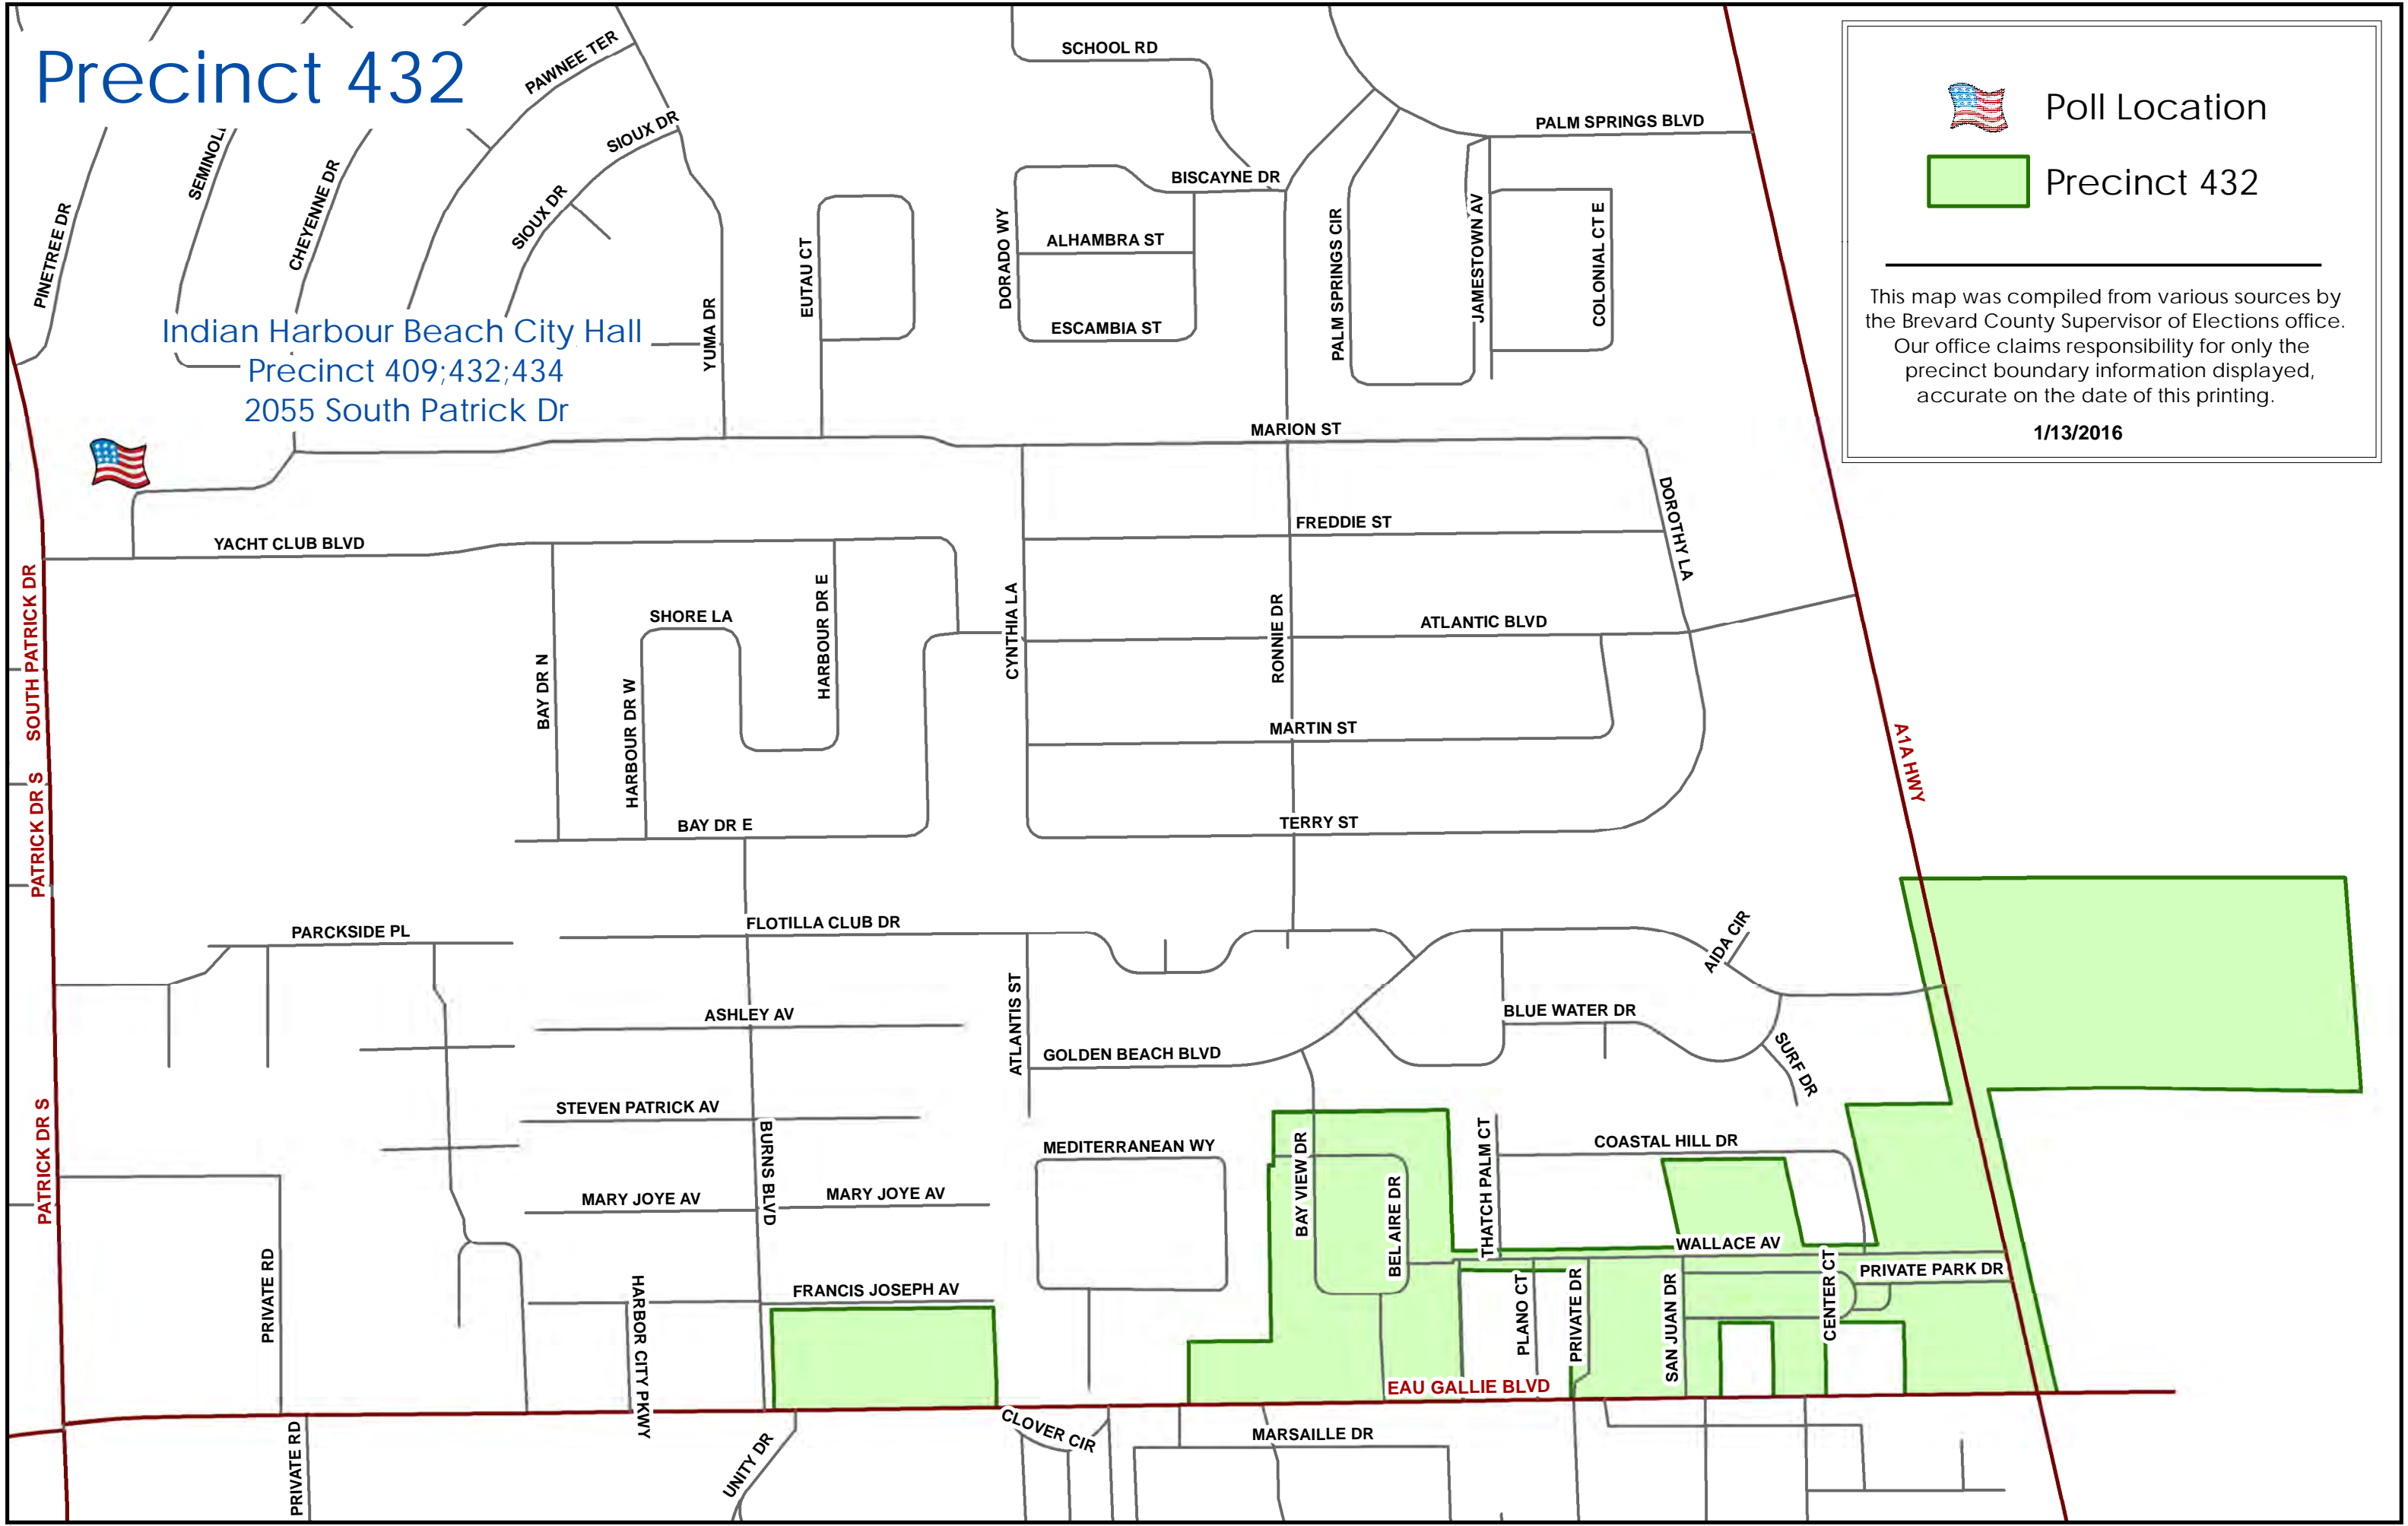 Precinct 432
Poll Location
Precinct 432
This map was compiled from various sources by
the Brevard County Supervisor of Elections office.
Our office claims responsibility for only the
precinct boundary information displayed,
accurate on the date of this printing.
1/13/2016
Indian Harbour Beach City Hall
Precinct 409;432;434
2055 South Patrick Dr
PAWNEE TER
SCHOOL RD
PALM SPRINGS BLVD
SIOUX DR
SEMINOL
CHEYENNE DR
SIOUX DR
PINETREE DR
BISCAYNE DR
ALHAMBRA ST
ESCAMBIA ST
DORADO WY
EUTAU CT
YUMA DR
PALM SPRINGS CIR
JAMESTOWN AV
COLONIAL CT E
MARION ST
FREDDIE ST
DOROTHY LA
YACHT CLUB BLVD
SOUTH PATRICK DR
SHORE LA
HARBOUR DR E
CYNTHIA LA
RONNIE DR
ATLANTIC BLVD
BAY DR N
HARBOUR DR W
MARTIN ST
A1A HWY
PATRICK DR S
BAY DR E
TERRY ST
PARCKSIDE PL
FLOTILLA CLUB DR
AIDA CIR
ASHLEY AV
ATLANTIS ST
BLUE WATER DR
GOLDEN BEACH BLVD
SURF DR
STEVEN PATRICK AV
BURNS BLVD
PATRICK DR S
MEDITERRANEAN WY
BAY VIEW DR
THATCH PALM CT
COASTAL HILL DR
MARY JOYE AV
MARY JOYE AV
BEL AIRE DR
WALLACE AV
PRIVATE RD
HARBOR CITY PKWY
FRANCIS JOSEPH AV
PLANO CT
PRIVATE DR
SAN JUAN DR
CENTER CT
PRIVATE PARK DR
EAU GALLIE BLVD
PRIVATE RD
UNITY DR
CLOVER CIR
MARSAILLE DR